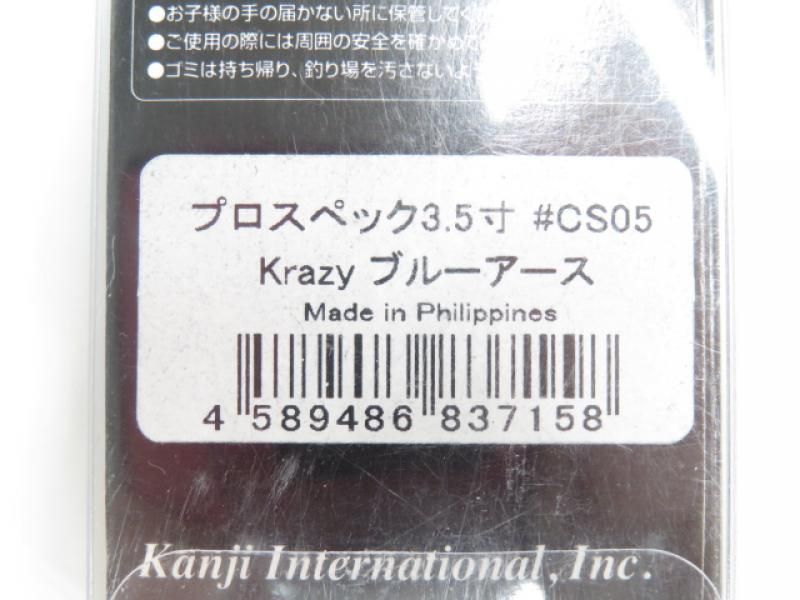 ●お子様の手の届かない所に保管して
●ご使用の際には周囲の安全を確かめて
●ゴミは持ち帰り、釣り場を汚さないよ
プロスペック3.5寸 #CS05
Krazy ブルーアース
Made in Philippines
4 589486 837158
Kanji International, Inc.